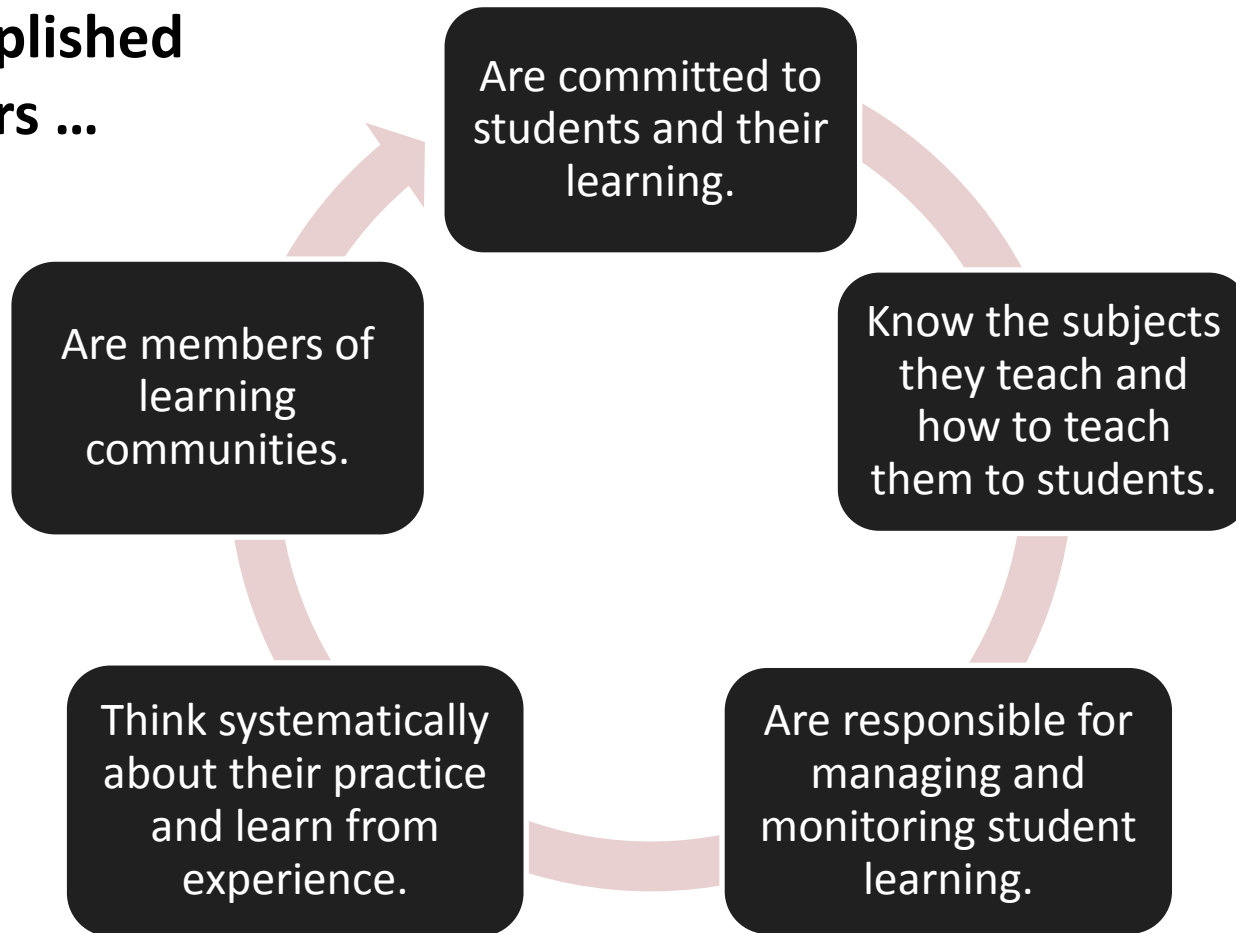 plished
rs ...
Are committed to
students and their
learning.
Know the subjects
they teach and
how to teach
them to students.
Are responsible for
managing and
monitoring student
learning.
Think systematically
about their practice
and learn from
experience.
Are members of
learning
communities.